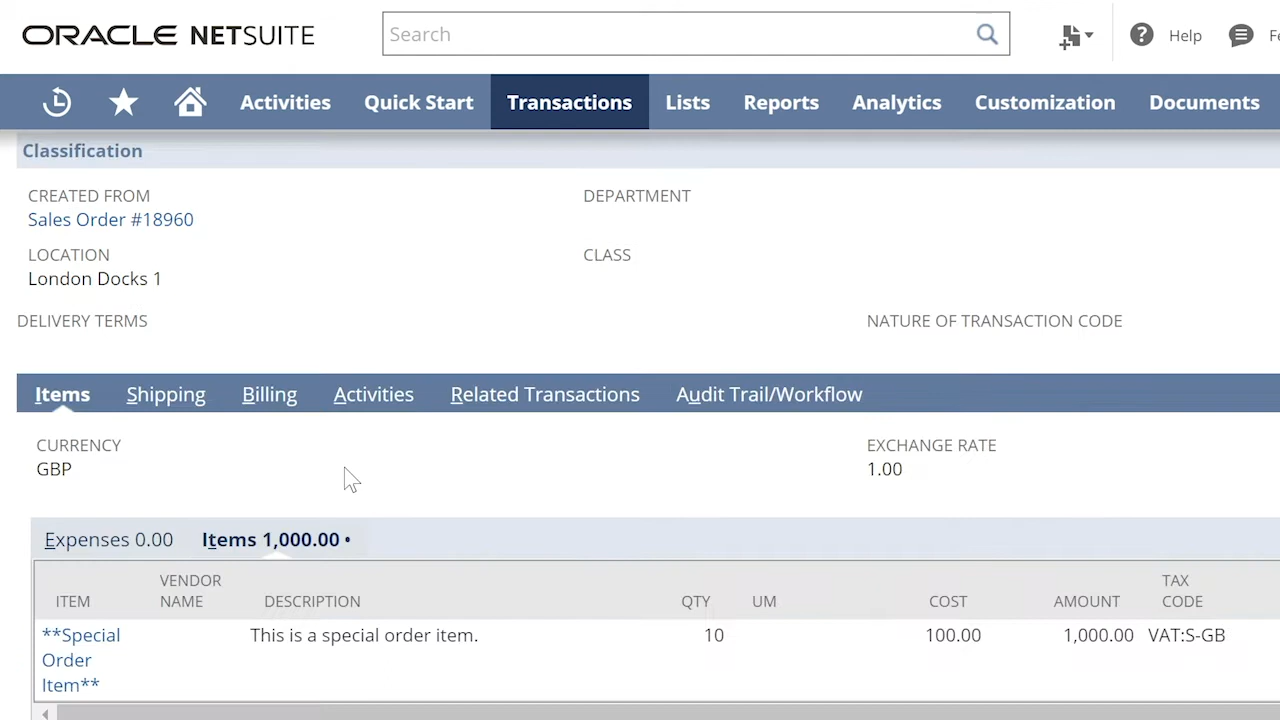 ORACLE NETSUITE
Search
Help
Fe
Activities Quick Start Transactions Lists Reports Analytics Customization Documents
Classification
CREATED FROM
Sales Order #18960
DEPARTMENT
LOCATION
London Docks 1
CLASS
DELIVERY TERMS
NATURE OF TRANSACTION CODE
Items Shipping Billing Activities Related Transactions Audit Trail/Workflow
CURRENCY
GBP
EXCHANGE RATE
1.00
Expenses 0.00 Items 1,000.00 •
ITEM VENDOR NAME DESCRIPTION QTY UM COST AMOUNT TAX CODE
**Special Order Item** This is a special order item. 10 100.00 1,000.00 VAT:S-GB